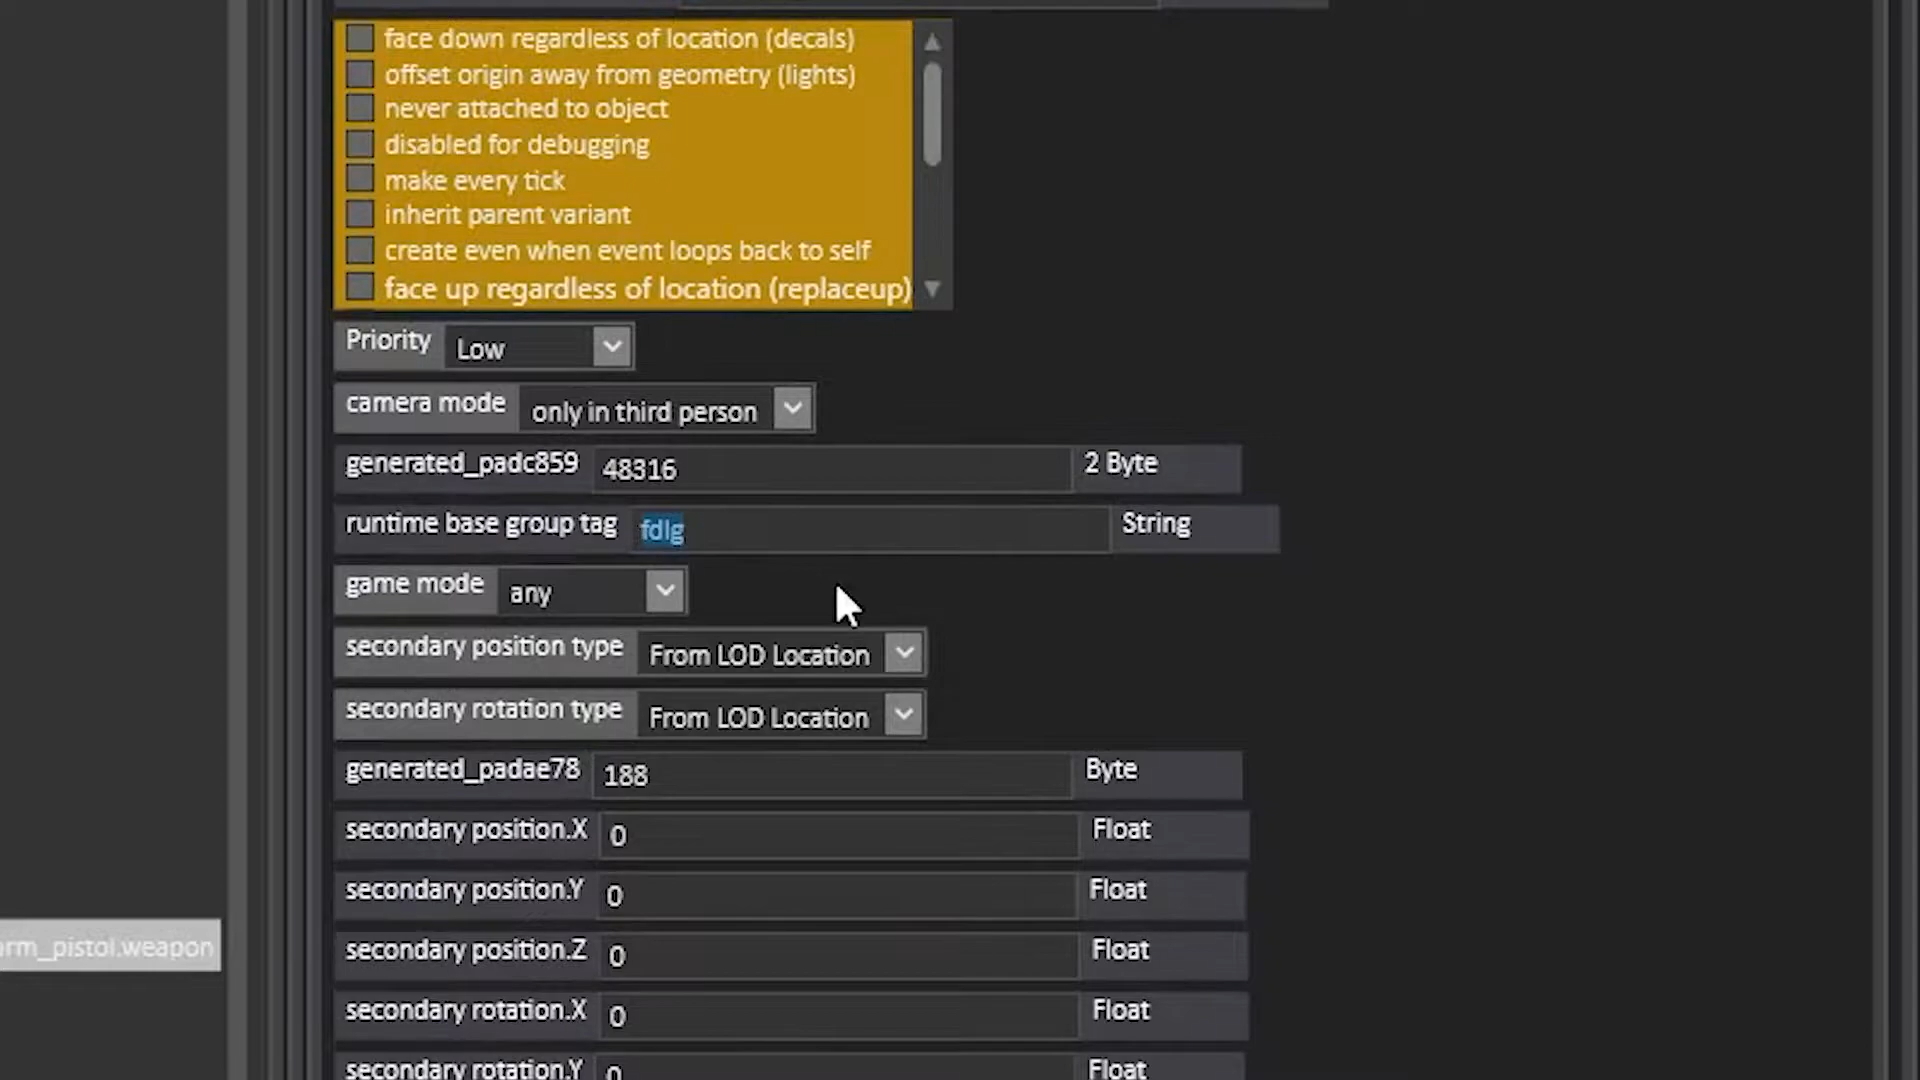 face down regardless of location (decals)
offset origin away from geometry (lights)
never attached to object
disabled for debugging
make every tick
inherit parent variant
create even when event loops back to self
face up regardless of location (replaceup)
Priority Low
camera mode only in third person
generated_padc859 48316 2 Byte
runtime base group tag fdlg String
game mode any
secondary position type From LOD Location
secondary rotation type From LOD Location
generated_padae78 188 Byte
secondary position.X 0 Float
secondary position.Y 0 Float
orm_pistol.weapon
secondary position.Z 0 Float
secondary rotation.X 0 Float
secondary rotation.Y 0 Float